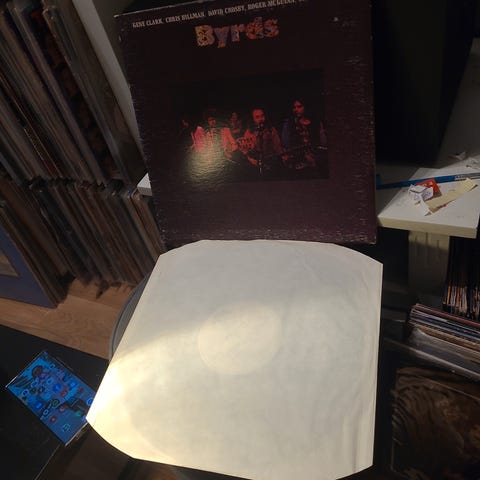 GENE CLARK, CHRIS HILLMAN, DAVID CROSBY, ROGER McGUINN,
Byrds